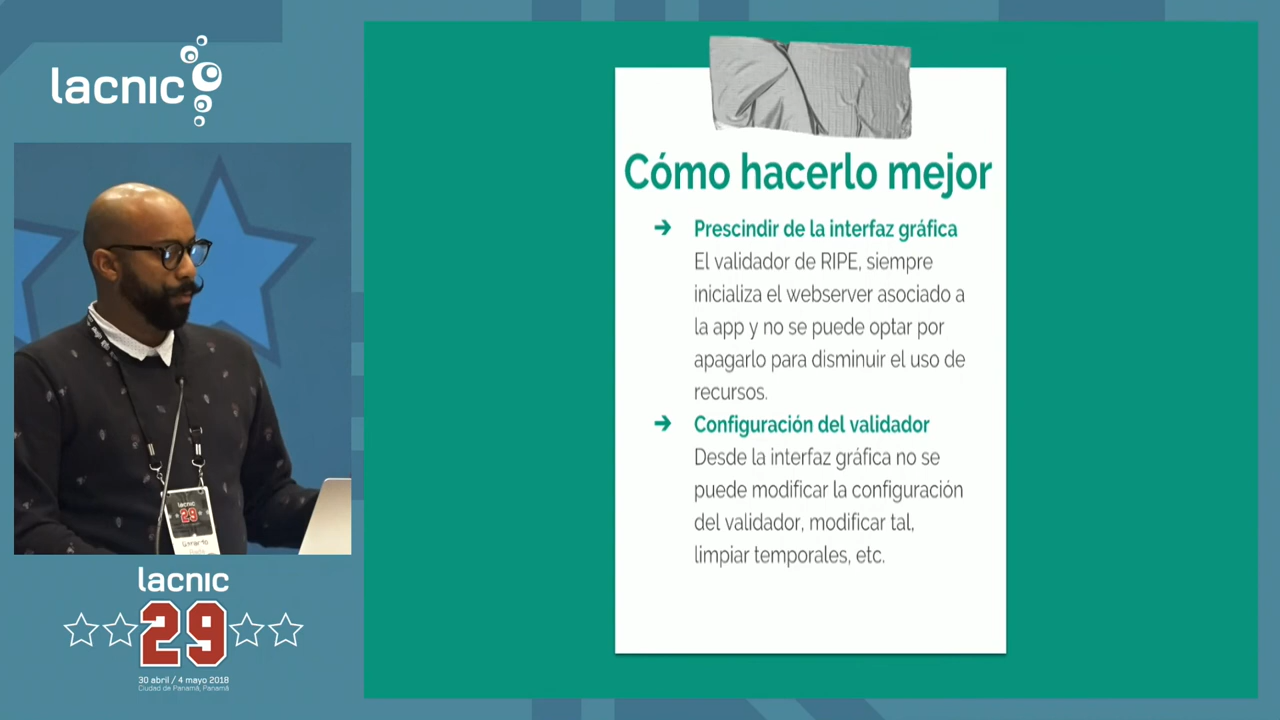 lacnic
Cómo hacerlo mejor
➔ Prescindir de la interfaz gráfica
El validador de RIPE, siempre
inicializa el webserver asociado a
la app y no se puede optar por
apagarlo para disminuir el uso de
recursos.
➔ Configuración del validador
Desde la interfaz gráfica no se
puede modificar la configuración
del validador, modificar tal,
limpiar temporales, etc.
lacnic
29
Gerardo
lacnic
29
30 abril / 4 mayo 2018
Ciudad de Panamá, Panamá